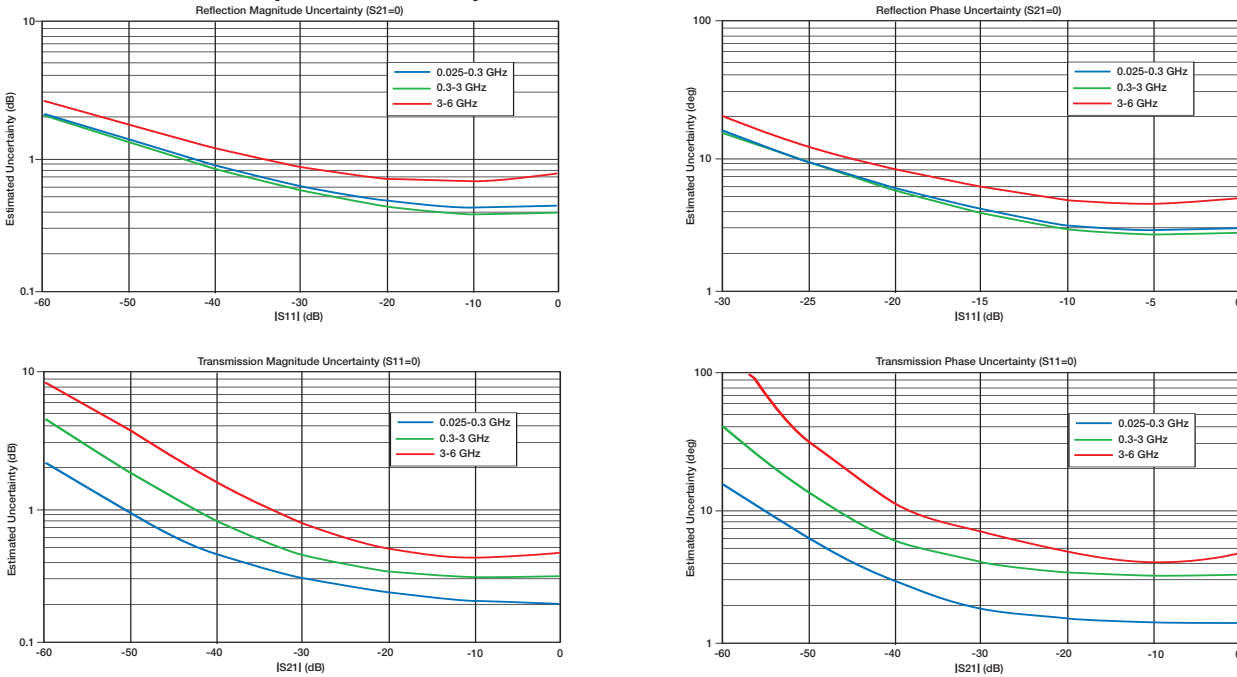 Reflection Magnitude Uncertainty (S21=0)
10
1
0.1
Estimated Uncertainty (dB)
0.025-0.3 GHz
0.3-3 GHz
3-6 GHz
-60 -50 -40 -30 -20 -10 0
|S11| (dB)
Reflection Phase Uncertainty (S21=0)
100
10
1
Estimated Uncertainty (deg)
0.025-0.3 GHz
0.3-3 GHz
3-6 GHz
-30 -25 -20 -15 -10 -5 0
|S11| (dB)
Transmission Magnitude Uncertainty (S11=0)
10
1
0.1
Estimated Uncertainty (dB)
0.025-0.3 GHz
0.3-3 GHz
3-6 GHz
-60 -50 -40 -30 -20 -10 0
|S21| (dB)
Transmission Phase Uncertainty (S11=0)
100
10
1
Estimated Uncertainty (deg)
0.025-0.3 GHz
0.3-3 GHz
3-6 GHz
-60 -50 -40 -30 -20 -10 0
|S21| (dB)